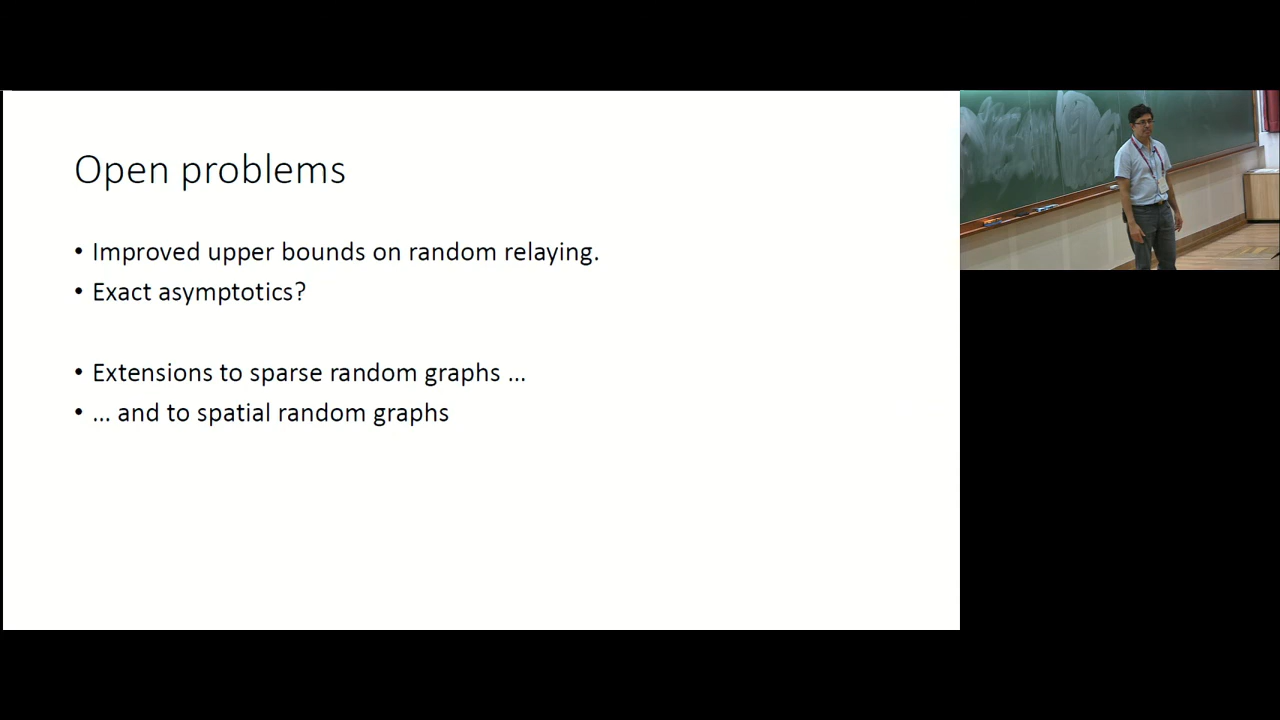 Open problems
• Improved upper bounds on random relaying.
• Exact asymptotics?
• Extensions to sparse random graphs ...
• ... and to spatial random graphs